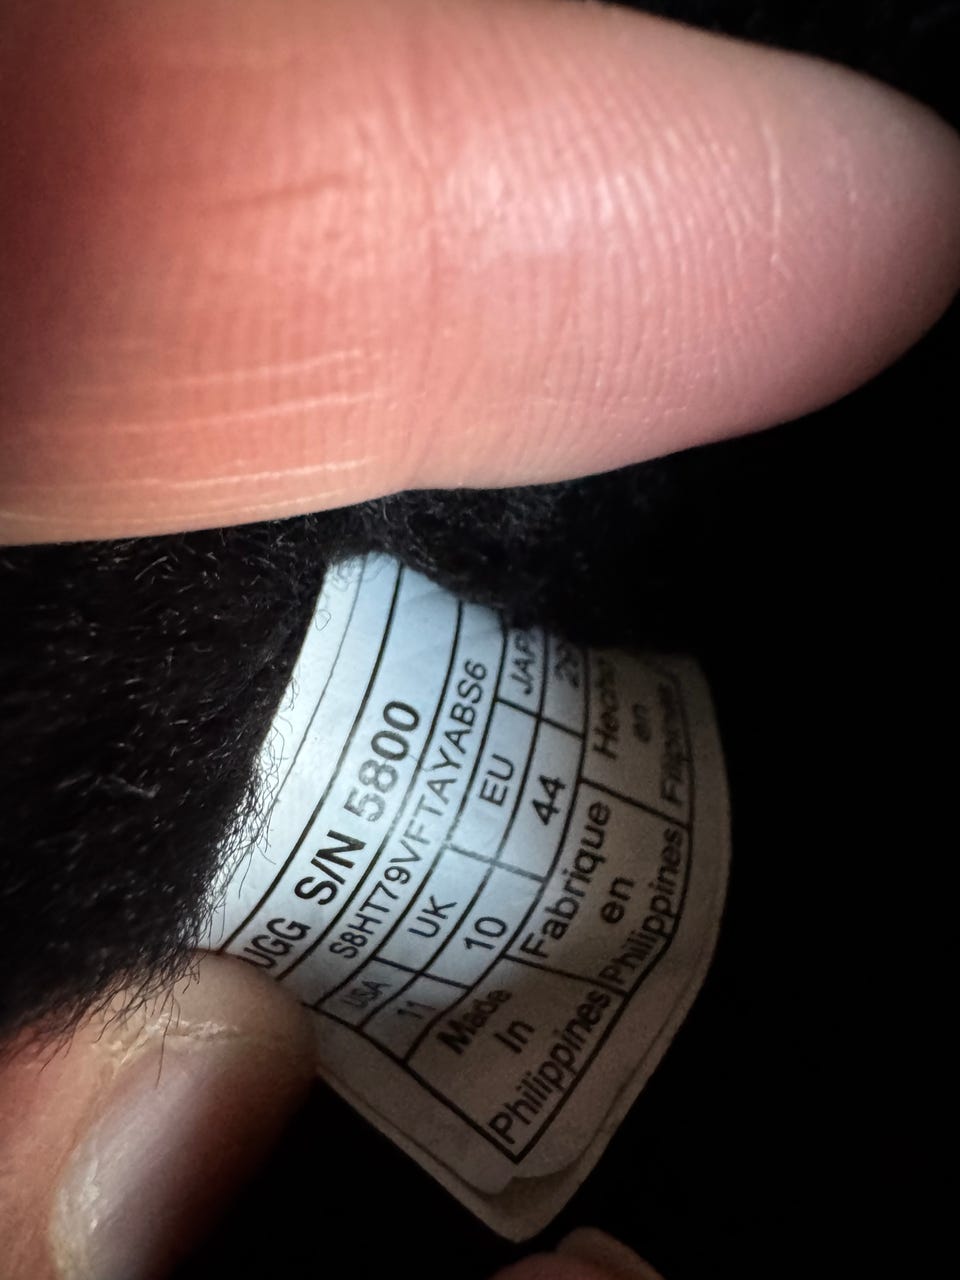 UGG S/N 5800
S8HT79VFTAYABS6
USA UK EU
11 10 44
Made Fabrique Hecho
In en en
Philippines Philippines